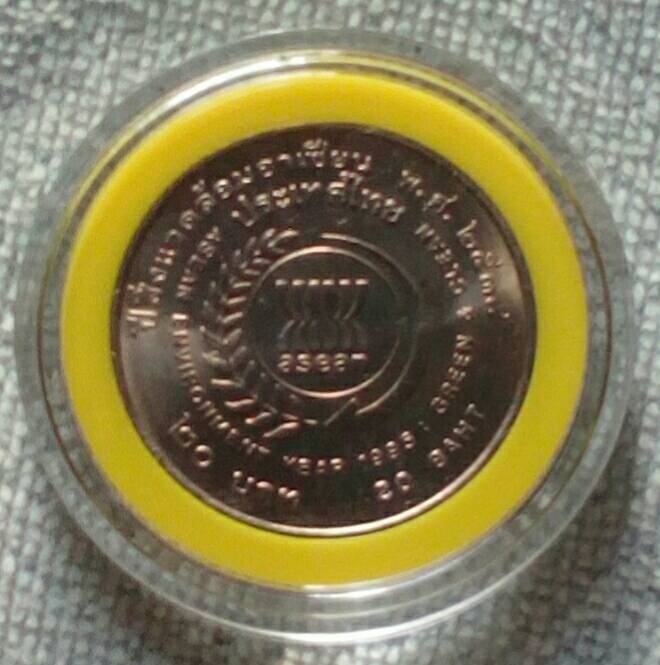 ปีสิ่งแวดล้อมอาเซียน พ.ศ. ๒๕๓๘
ประเทศไทย
asean
ASEAN ENVIRONMENT YEAR 1995 : GREEN & CLEAN
๒๐ บาท 20 BAHT